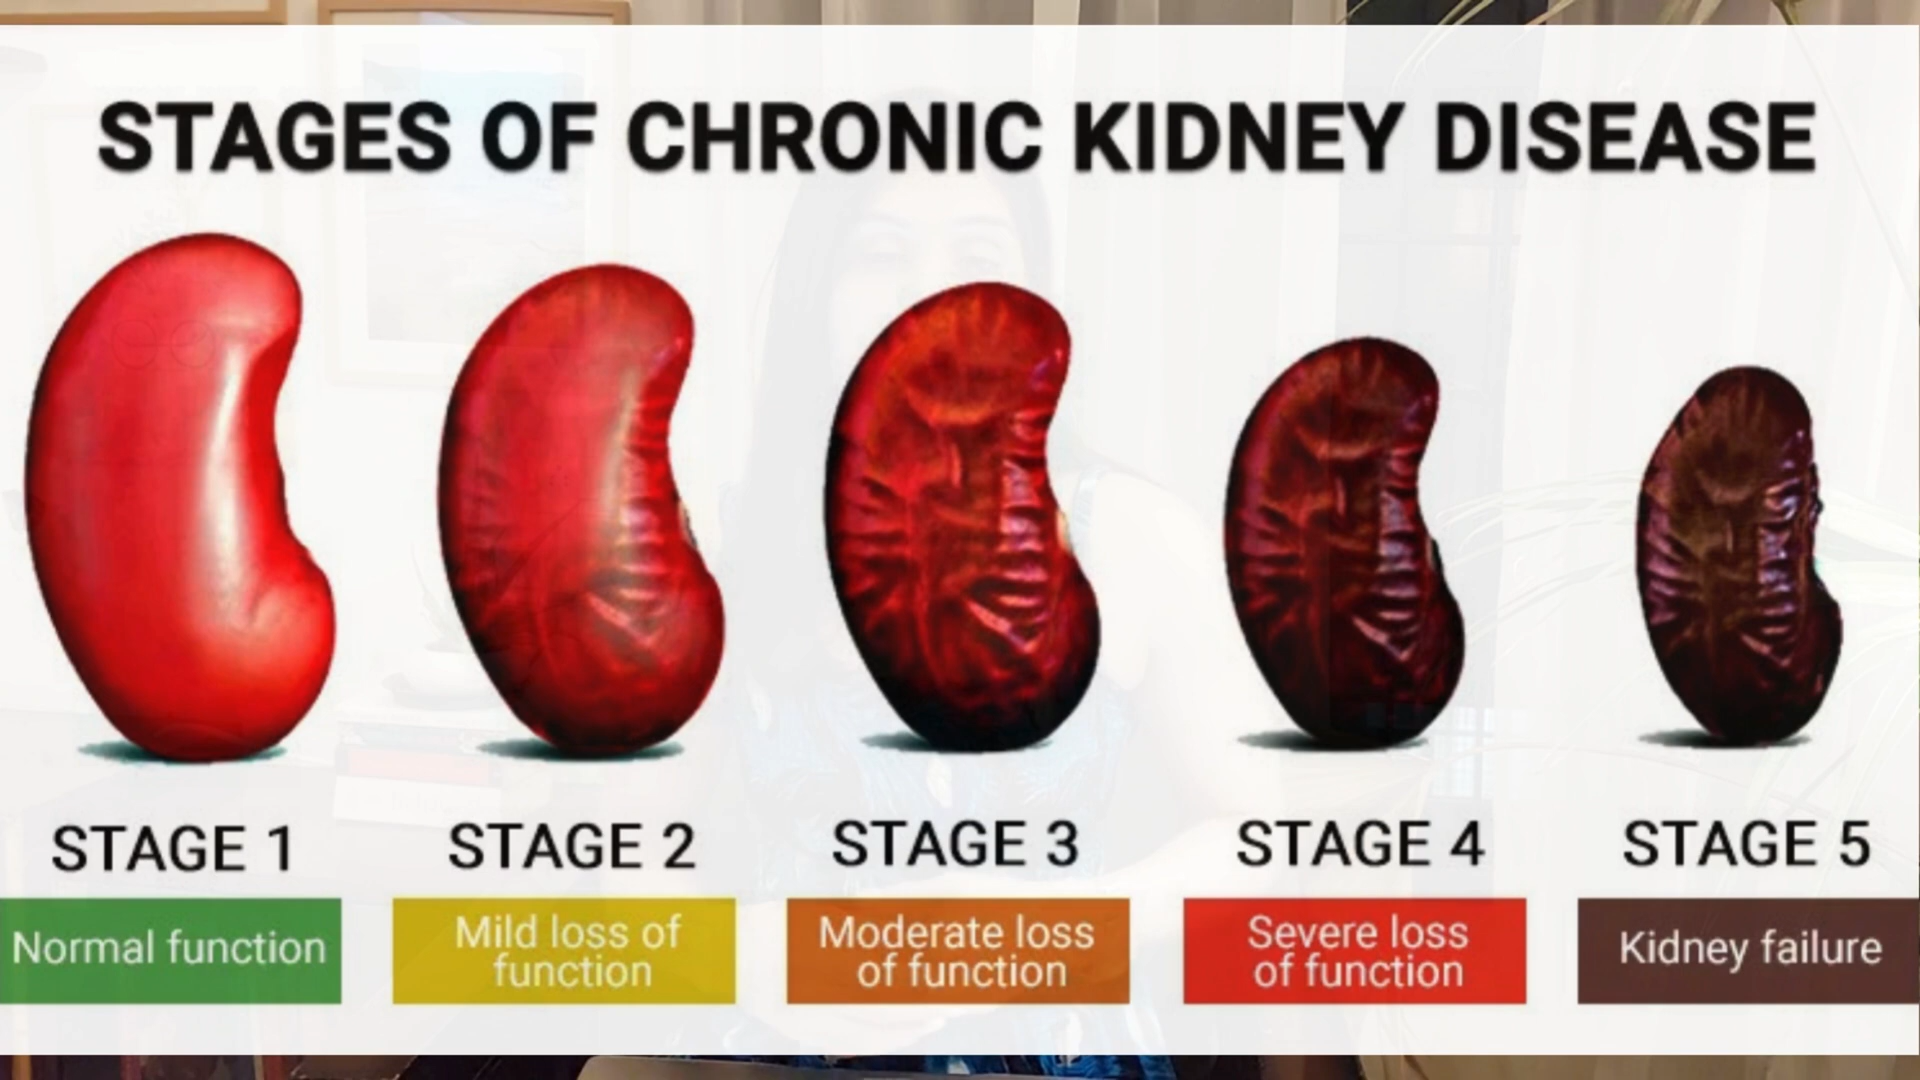 STAGES OF CHRONIC KIDNEY DISEASE
STAGE 1
Normal function
STAGE 2
Mild loss of
function
STAGE 3
Moderate loss
of function
STAGE 4
Severe loss
of function
STAGE 5
Kidney failure